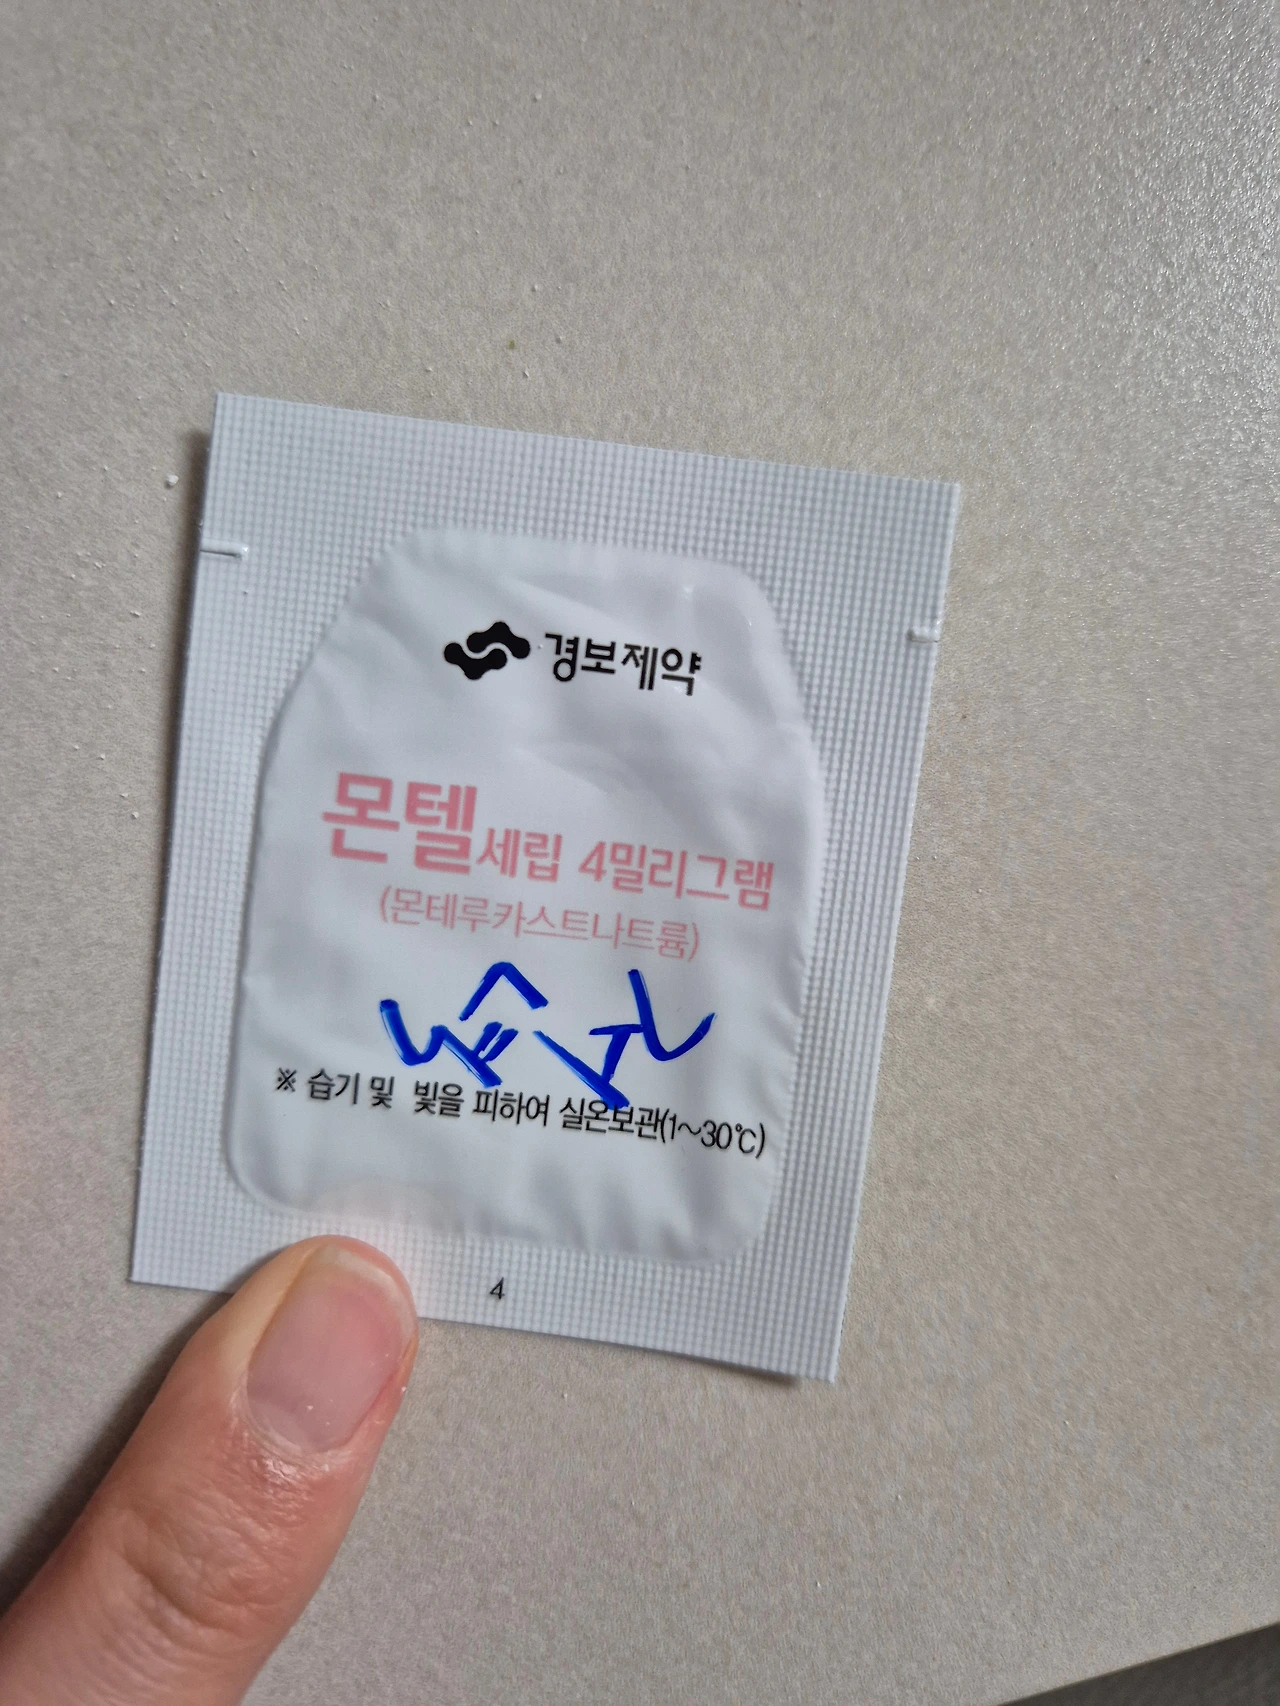 경보제약
몬텔세립 4밀리그램
(몬테루카스트나트륨)
※ 습기 및 빛을 피하여 실온보관(1~30℃)
4